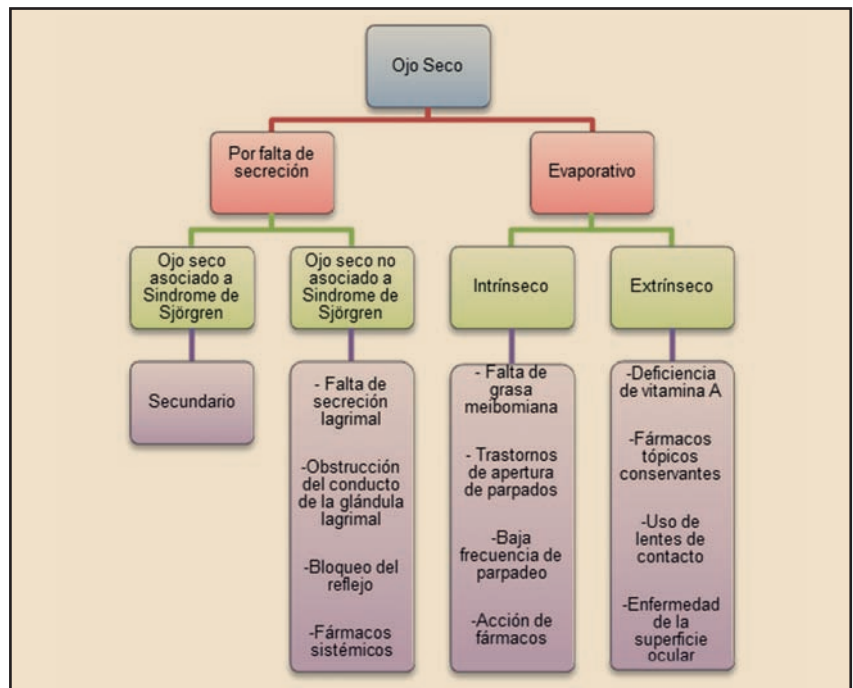 Ojo Seco
Por falta de
secreción
Evaporativo
Ojo seco
asociado a
Sindrome de
Sjörgren
Ojo seco no
asociado a
Sindrome de
Sjörgren
Intrínseco
Extrínseco
Secundario
- Falta de
secreción
lagrimal
-Obstrucción
del conducto
de la glándula
lagrimal
-Bloqueo del
reflejo
-Fármacos
sistémicos
- Falta de
grasa
meibomiana
- Trastornos
de apertura
de parpados
-Baja
frecuencia de
parpadeo
-Acción de
fármacos
-Deficiencia
de vitamina A
-Fármacos
tópicos
conservantes
-Uso de
lentes de
contacto
-Enfermedad
de la
superficie
ocular